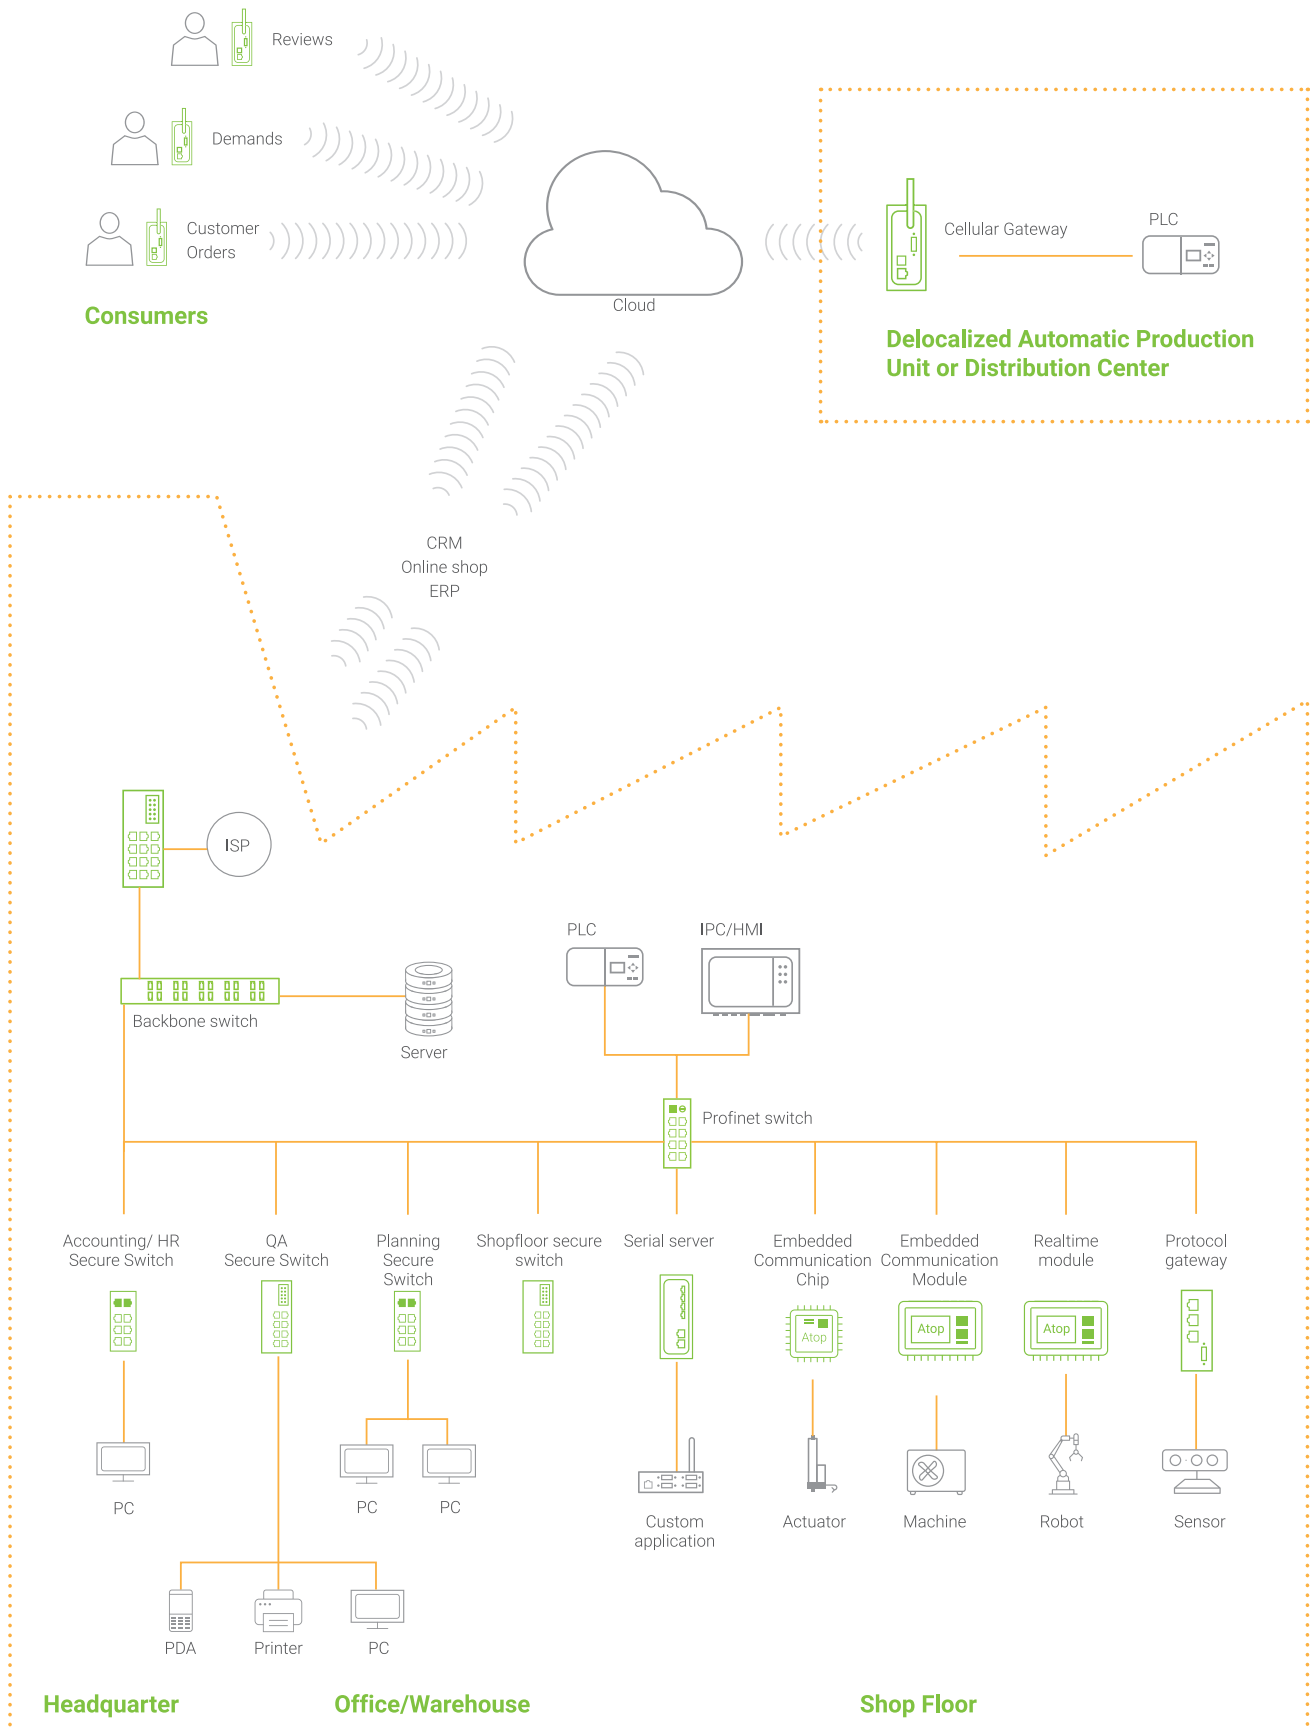 Reviews
Demands
Customer
Orders
Consumers
Cloud
Cellular Gateway
PLC
Delocalized Automatic Production
Unit or Distribution Center
CRM
Online shop
ERP
ISP
Backbone switch
Server
PLC
IPC/HMI
Profinet switch
Accounting/ HR
Secure Switch
QA
Secure Switch
Planning
Secure
Switch
Shopfloor secure
switch
Serial server
Embedded
Communication
Chip
Embedded
Communication
Module
Realtime
module
Protocol
gateway
Atop
Atop
Atop
PC
PC
PC
Custom
application
Actuator
Machine
Robot
Sensor
PDA
Printer
PC
Headquarter
Office/Warehouse
Shop Floor